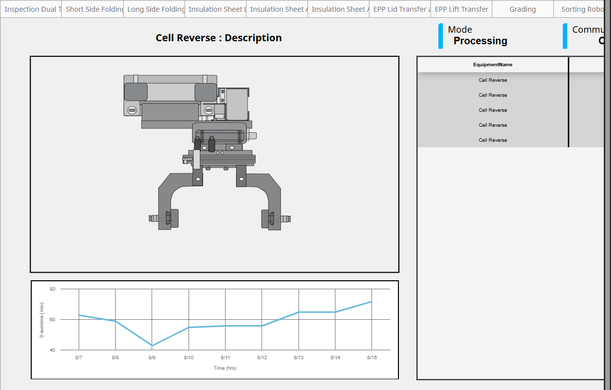 Inspection Dual T Short Side Folding Long Side Folding Insulation Sheet Insulation Sheet Insulation Sheet EPP Lid Transfer EPP Lift Transfer Grading Sorting Robo
Cell Reverse : Description
Mode
Processing
Commu
C
EquipmentName
Cell Reverse
Cell Reverse
Cell Reverse
Cell Reverse
Cell Reverse
80
60
40
8/7 8/8 8/9 8/10 8/11 8/12 8/13 8/14 8/15
Time (hrs)